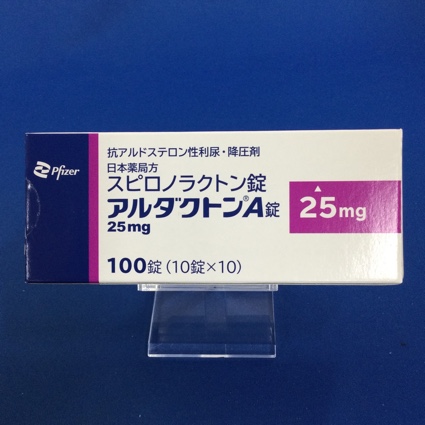 Pfizer
抗アルドステロン性利尿・降圧剤
日本薬局方
スピロノラクトン錠
アルダクトン®A錠
25mg
25mg
100錠(10錠×10)